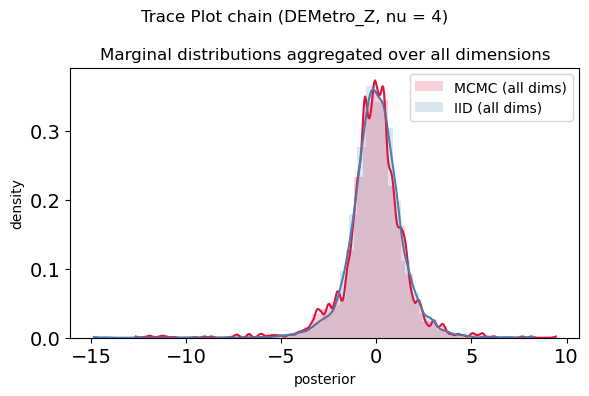 Trace Plot chain (DEMetro_Z, nu = 4)
Marginal distributions aggregated over all dimensions
MCMC (all dims)
IID (all dims)
density
0.3
0.2
0.1
0.0
−15
−10
−5
0
5
10
posterior